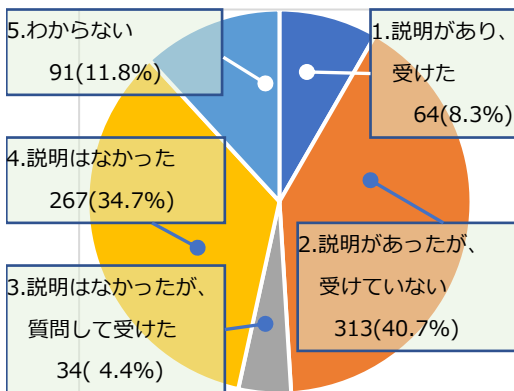 1.説明があり、
受けた
64(8.3%)
2.説明があったが、
受けていない
313(40.7%)
3.説明はなかったが、
質問して受けた
34( 4.4%)
4.説明はなかった
267(34.7%)
5.わからない
91(11.8%)